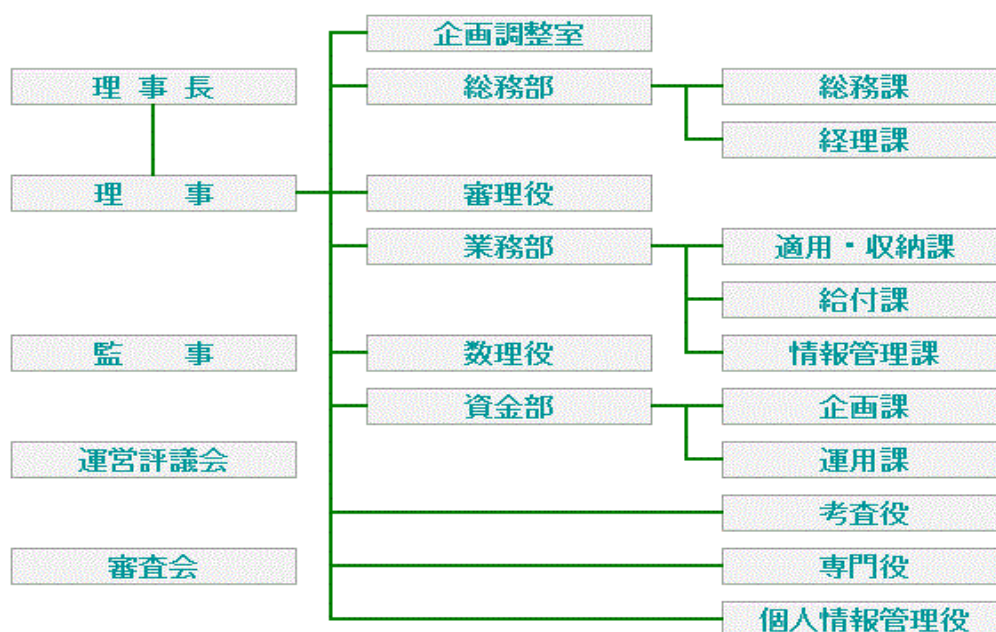 企画調整室
理事長
総務部
総務課
経理課
理事
審理役
業務部
適用・収納課
給付課
監事
数理役
情報管理課
資金部
企画課
運営評議会
運用課
考査役
審査会
専門役
個人情報管理役